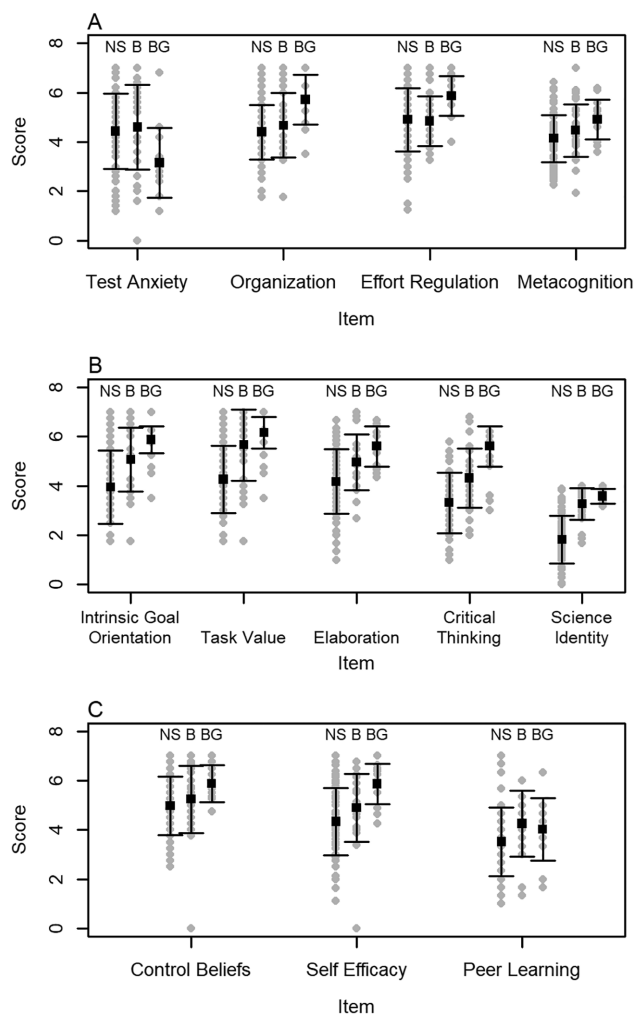 A
NS B BG NS B BG NS B BG NS B BG
8
6
4
2
0
Score
Test Anxiety Organization Effort Regulation Metacognition
Item
B
NS B BG NS B BG NS B BG NS B BG NS B BG
8
6
4
2
0
Score
Intrinsic Goal Critical Science
Orientation Task Value Elaboration Thinking Identity
Item
C
NS B BG NS B BG NS B BG
8
6
4
2
0
Score
Control Beliefs Self Efficacy Peer Learning
Item